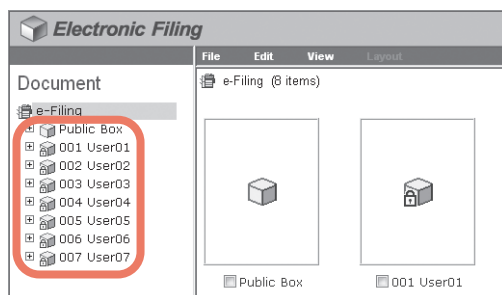 Electronic Filing
File Edit View Layout
Document
e-Filing (8 items)
e-Filing
Public Box
001 User01
002 User02
003 User03
004 User04
005 User05
006 User06
007 User07
Public Box
001 User01